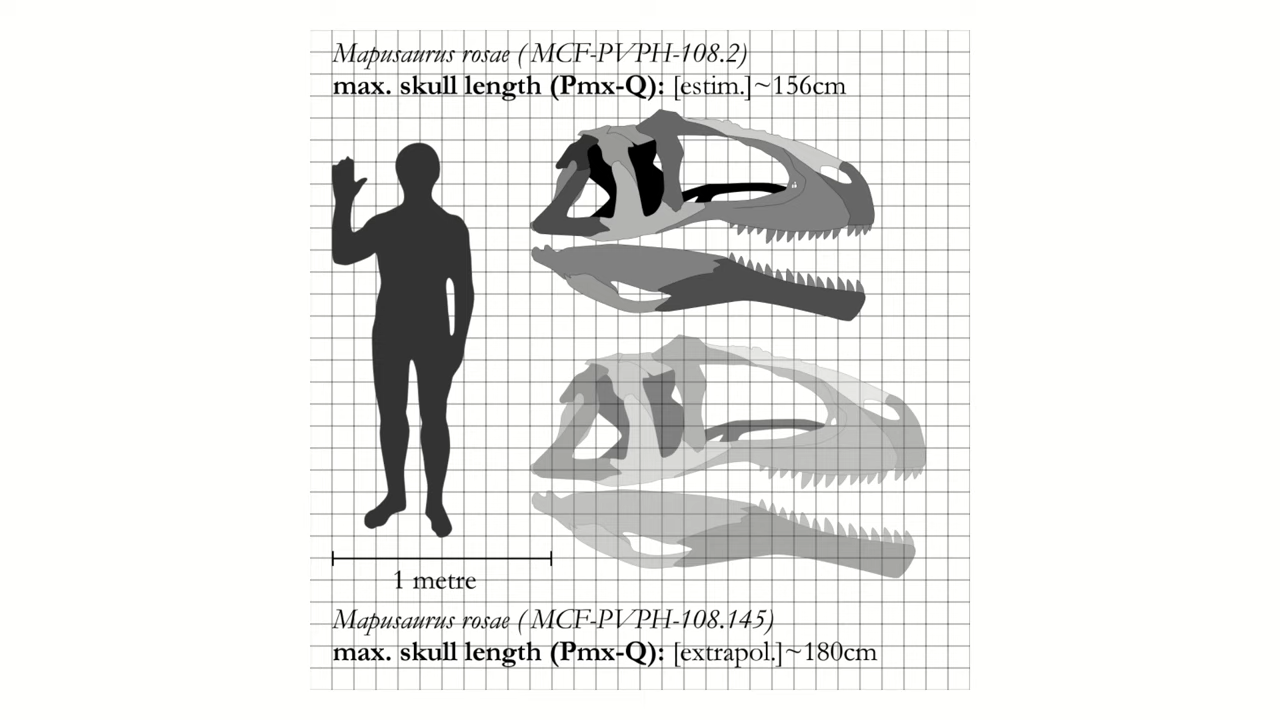 Mapusaurus rosae ( MCF-PVPH-108.2)
max. skull length (Pmx-Q): [estim.]~156cm
1 metre
Mapusaurus rosae ( MCF-PVPH-108.145)
max. skull length (Pmx-Q): [extrapol.]~180cm